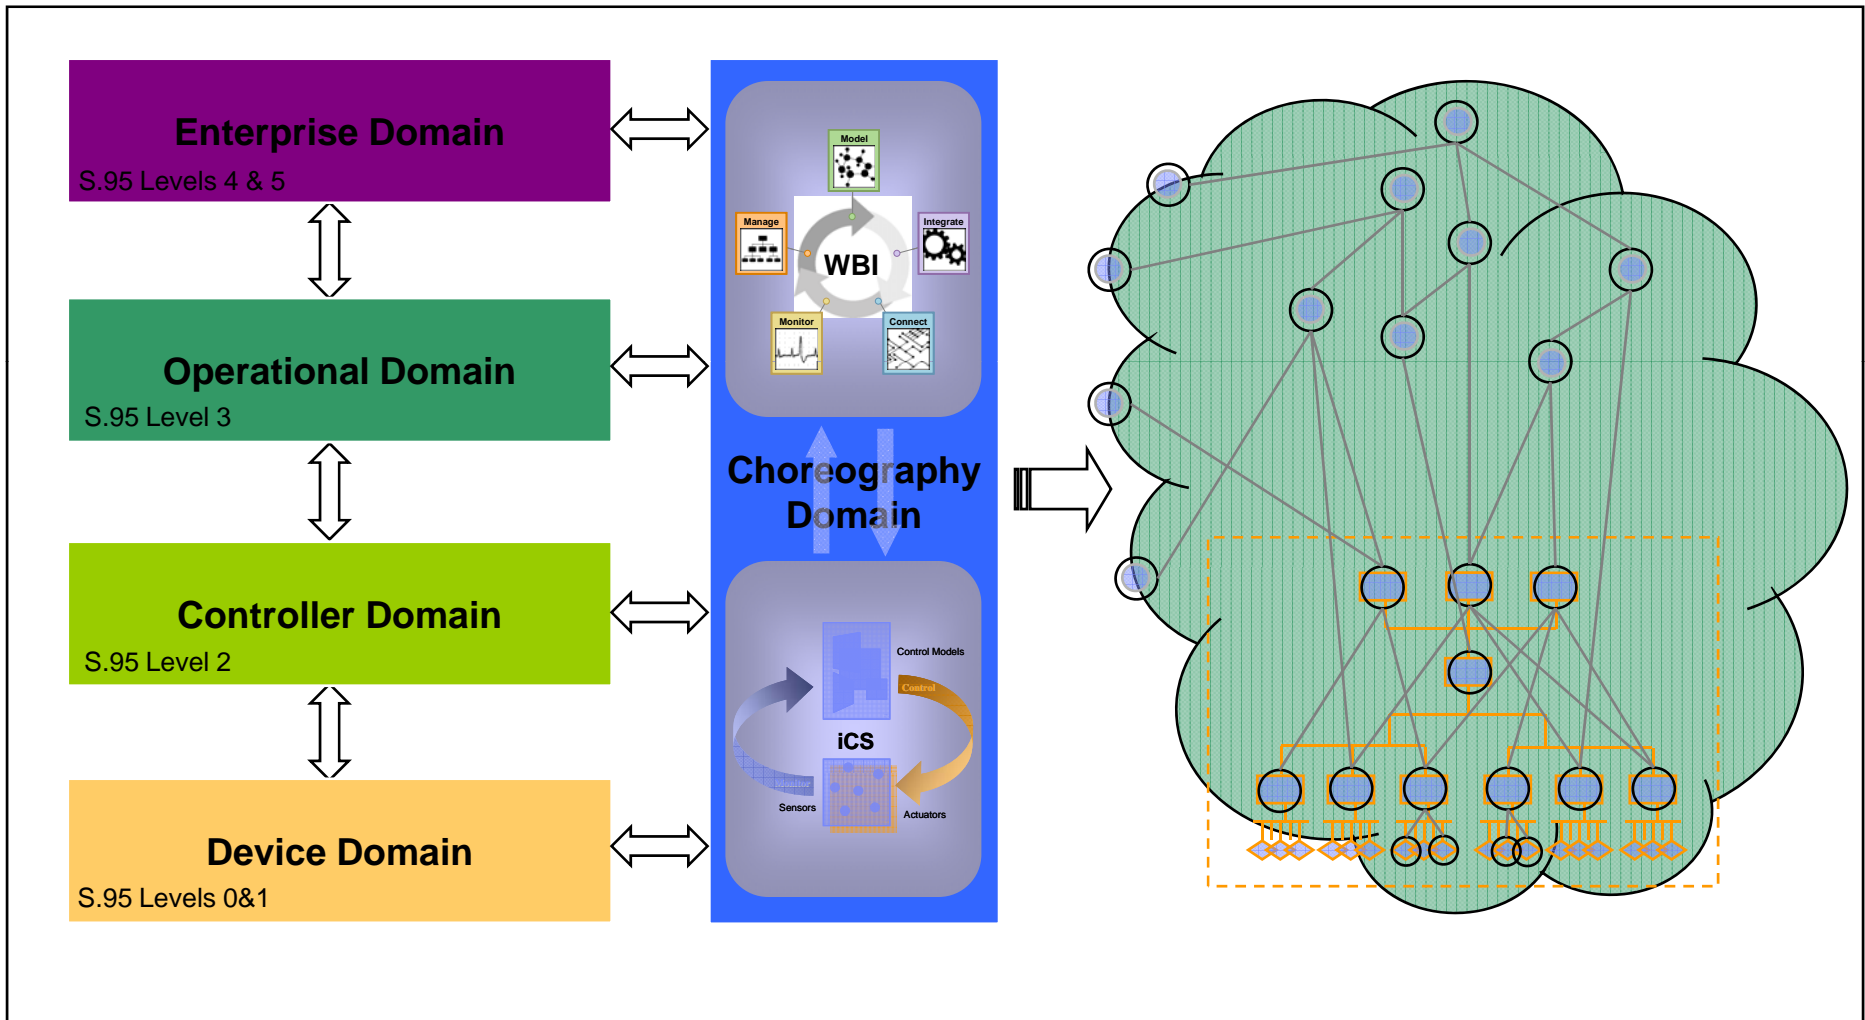 Enterprise Domain
S.95 Levels 4 & 5
Operational Domain
S.95 Level 3
Controller Domain
S.95 Level 2
Device Domain
S.95 Levels 0&1
Model
Manage
Integrate
WBI
Monitor
Connect
Choreography
Domain
Control Models
Control
iCS
Monitor
Sensors
Actuators